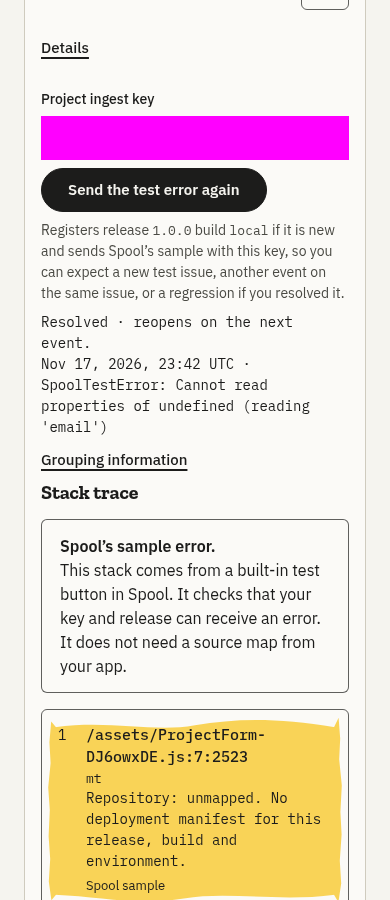 Details
Project ingest key
Send the test error again
Registers release 1.0.0 build local if it is new
and sends Spool’s sample with this key, so you
can expect a new test issue, another event on
the same issue, or a regression if you resolved it.
Resolved · reopens on the next
event.
Nov 17, 2026, 23:42 UTC ·
SpoolTestError: Cannot read
properties of undefined (reading
'email')
Grouping information
Stack trace
Spool’s sample error.
This stack comes from a built-in test
button in Spool. It checks that your
key and release can receive an error.
It does not need a source map from
your app.
1 /assets/ProjectForm-
DJ6owxDE.js:7:2523
mt
Repository: unmapped. No
deployment manifest for this
release, build and
environment.
Spool sample